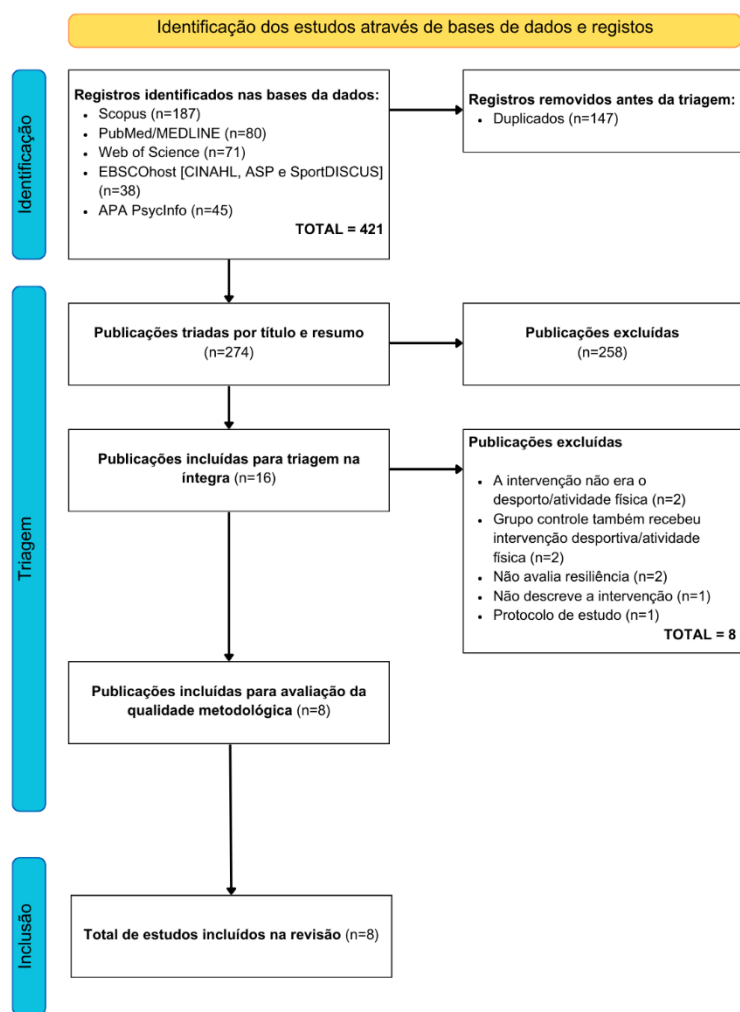 Identificação dos estudos através de bases de dados e registos
Identificação
Registros identificados nas bases da dados:
• Scopus (n=187)
• PubMed/MEDLINE (n=80)
• Web of Science (n=71)
• EBSCOhost [CINAHL, ASP e SportDISCUS]
(n=38)
• APA PsycInfo (n=45)
TOTAL = 421
Registros removidos antes da triagem:
• Duplicados (n=147)
Triagem
Publicações triadas por título e resumo
(n=274)
Publicações excluídas
(n=258)
Publicações incluídas para triagem na
íntegra (n=16)
Publicações excluídas
• A intervenção não era o
desporto/atividade física (n=2)
• Grupo controle também recebeu
intervenção desportiva/atividade
física (n=2)
• Não avalia resiliência (n=2)
• Não descreve a intervenção (n=1)
• Protocolo de estudo (n=1)
TOTAL = 8
Publicações incluídas para avaliação da
qualidade metodológica (n=8)
Inclusão
Total de estudos incluídos na revisão (n=8)